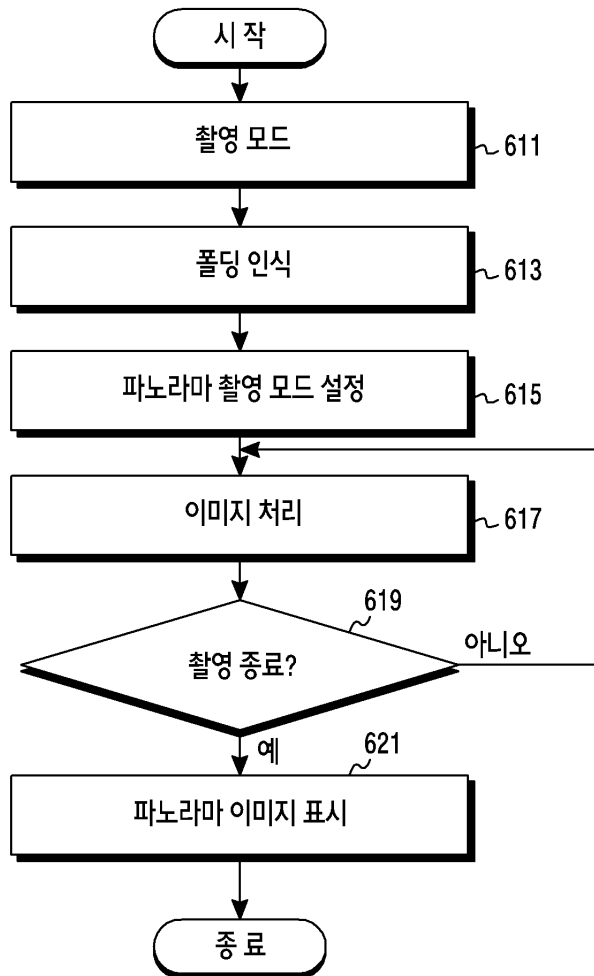 시 작
촬영 모드
611
폴딩 인식
613
파노라마 촬영 모드 설정
615
이미지 처리
617
619
촬영 종료?
아니오
예
621
파노라마 이미지 표시
종 료